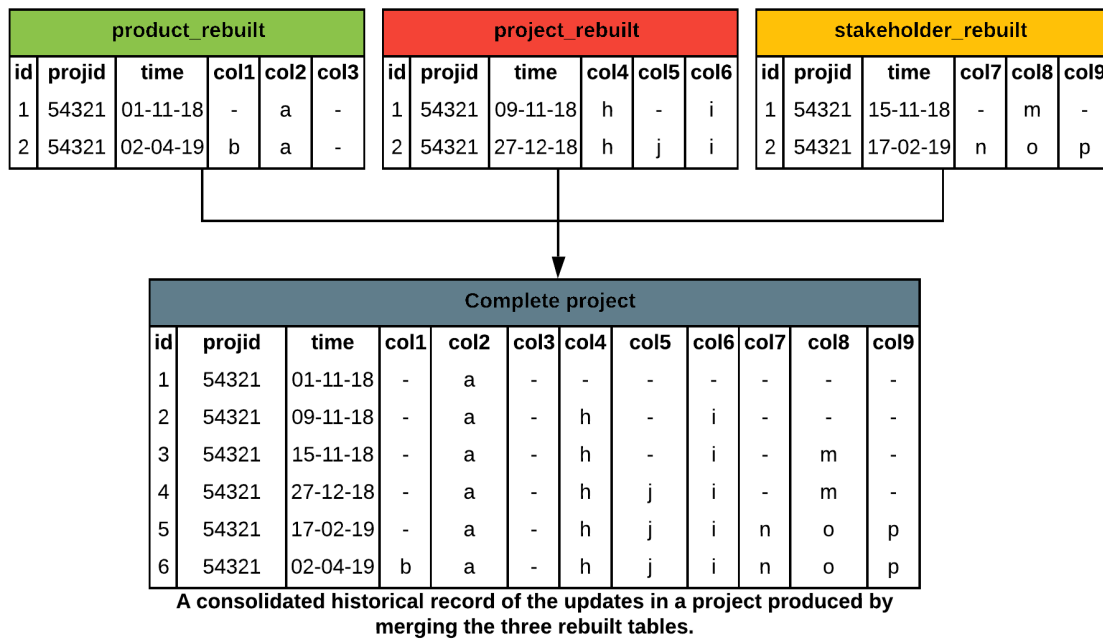 product_rebuilt
id projid time col1 col2 col3
1 54321 01-11-18 - a -
2 54321 02-04-19 b a -
project_rebuilt
id projid time col4 col5 col6
1 54321 09-11-18 h - i
2 54321 27-12-18 h j i
stakeholder_rebuilt
id projid time col7 col8 col9
1 54321 15-11-18 - m -
2 54321 17-02-19 n o p
Complete project
id projid time col1 col2 col3 col4 col5 col6 col7 col8 col9
1 54321 01-11-18 - a - - - - - - -
2 54321 09-11-18 - a - h - i - - -
3 54321 15-11-18 - a - h - i - m -
4 54321 27-12-18 - a - h j i - m -
5 54321 17-02-19 - a - h j i n o p
6 54321 02-04-19 b a - h j i n o p
A consolidated historical record of the updates in a project produced by
merging the three rebuilt tables.